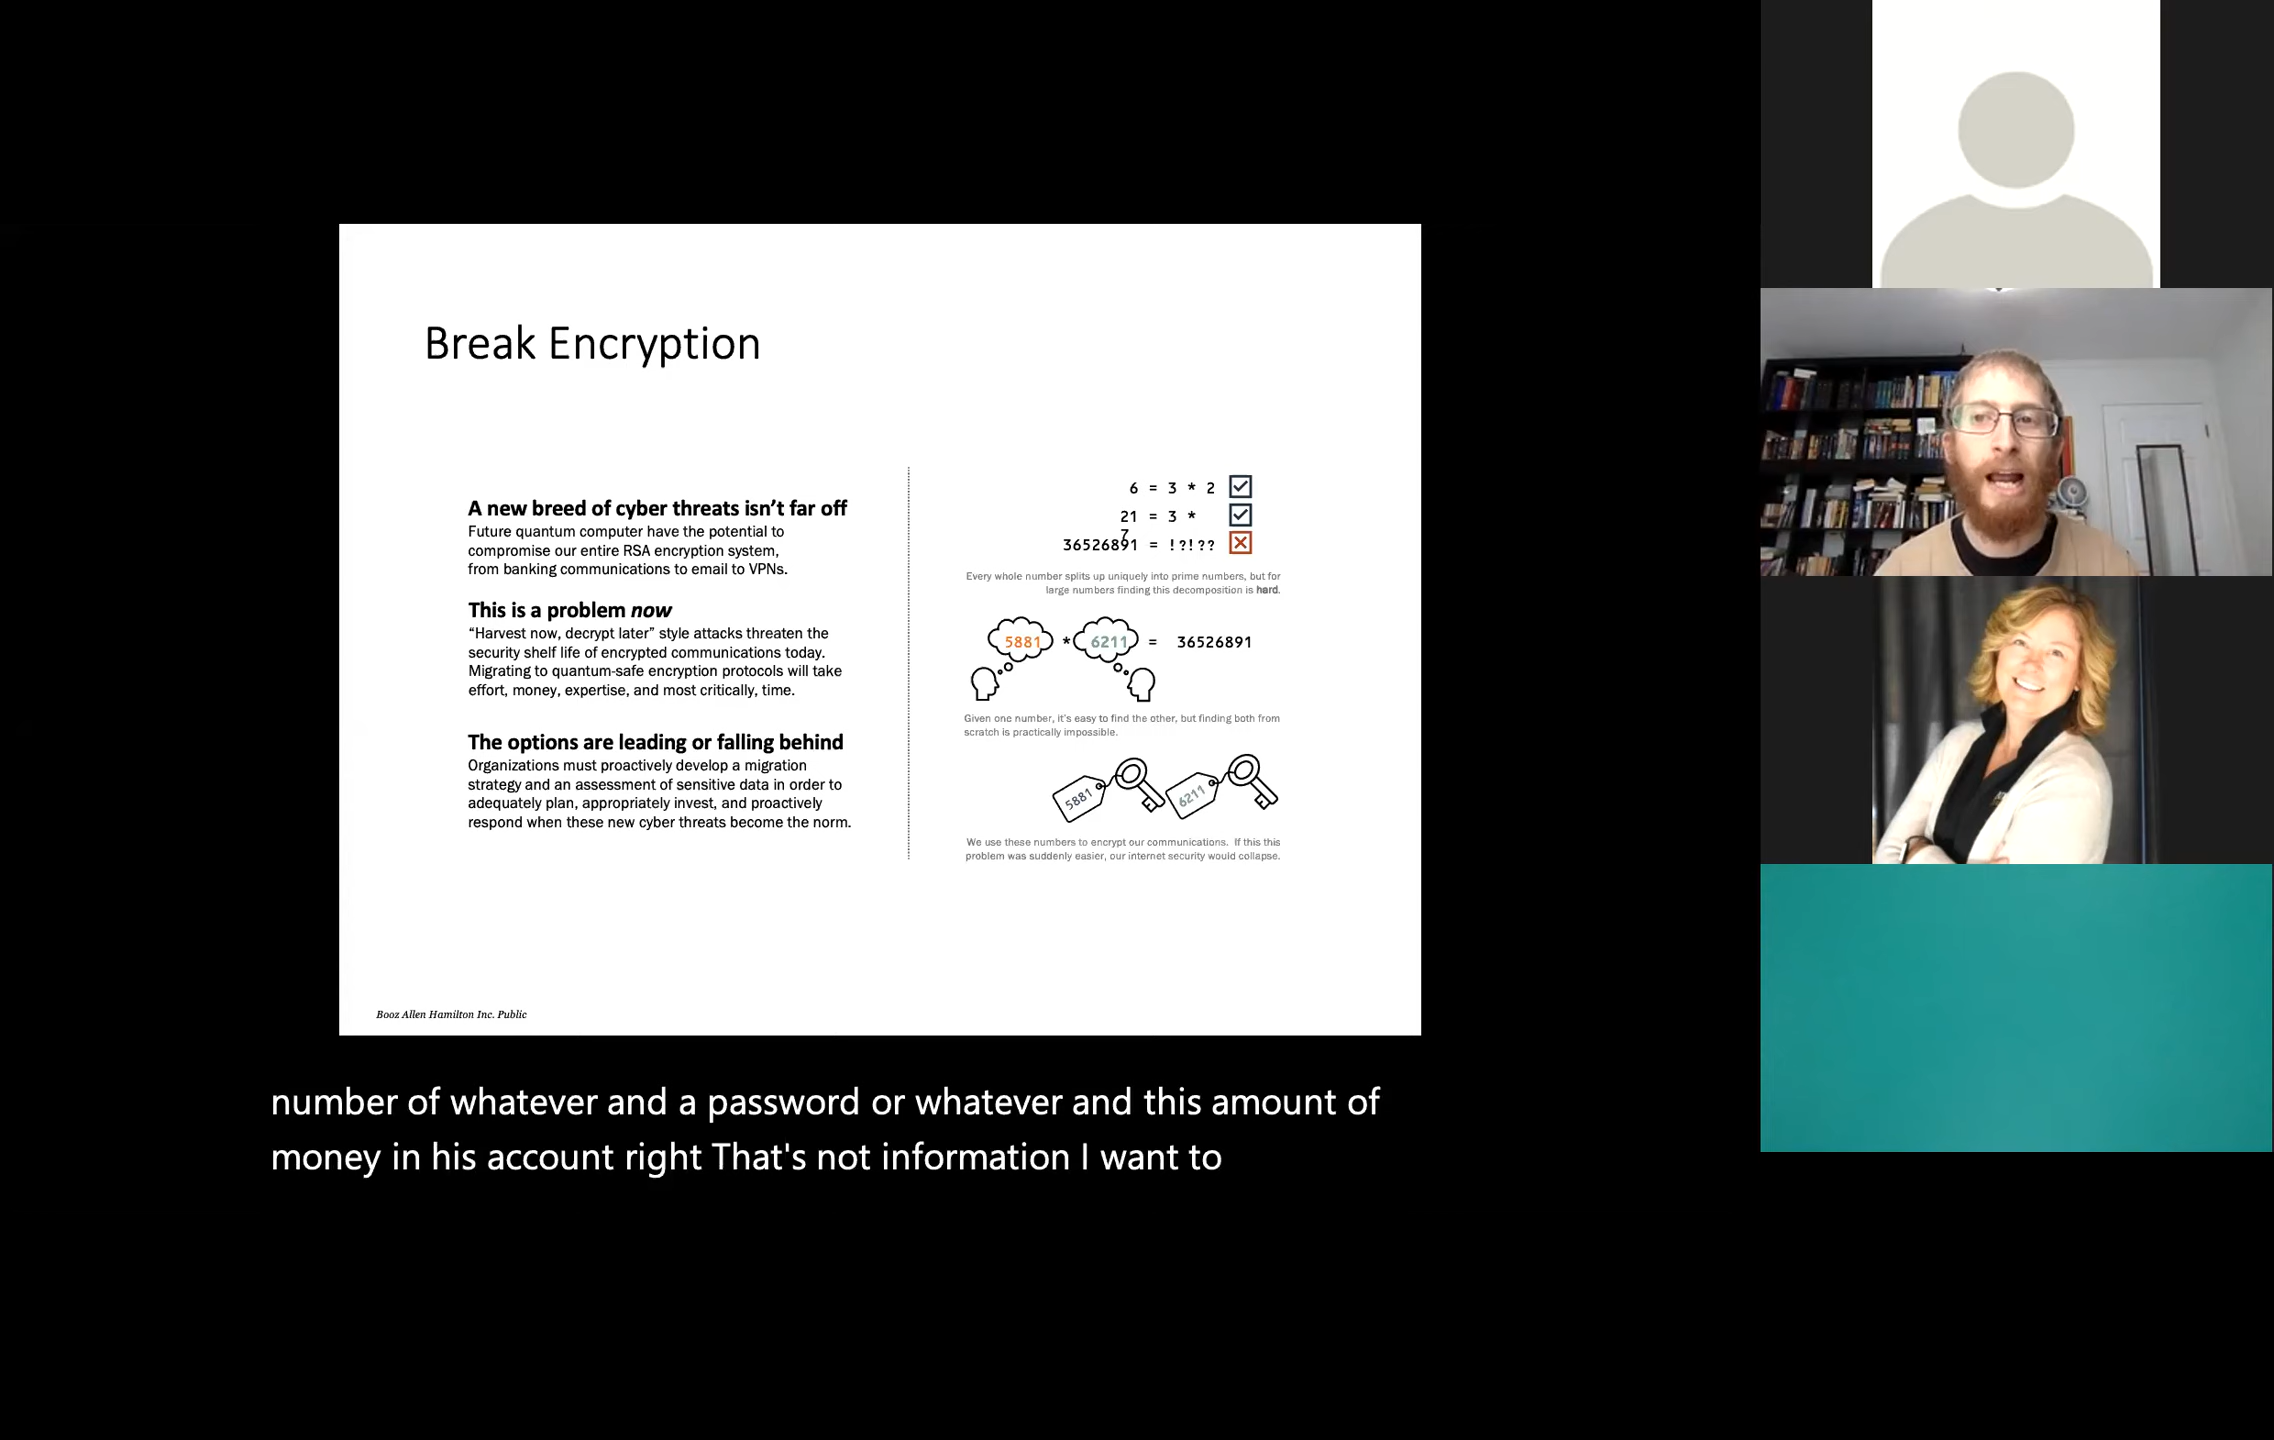 Break Encryption
A new breed of cyber threats isn’t far off
Future quantum computer have the potential to
compromise our entire RSA encryption system,
from banking communications to email to VPNs.
This is a problem now
“Harvest now, decrypt later” style attacks threaten the
security shelf life of encrypted communications today.
Migrating to quantum-safe encryption protocols will take
effort, money, expertise, and most critically, time.
The options are leading or falling behind
Organizations must proactively develop a migration
strategy and an assessment of sensitive data in order to
adequately plan, appropriately invest, and proactively
respond when these new cyber threats become the norm.
6 = 3 * 2
21 = 3 *
7
36526891 = !?!??
Every whole number splits up uniquely into prime numbers, but for
large numbers finding this decomposition is hard.
5881 * 6211 = 36526891
Given one number, it’s easy to find the other, but finding both from
scratch is practically impossible.
5881 6211
We use these numbers to encrypt our communications. If this this
problem was suddenly easier, our internet security would collapse.
Booz Allen Hamilton Inc. Public
number of whatever and a password or whatever and this amount of
money in his account right That's not information I want to